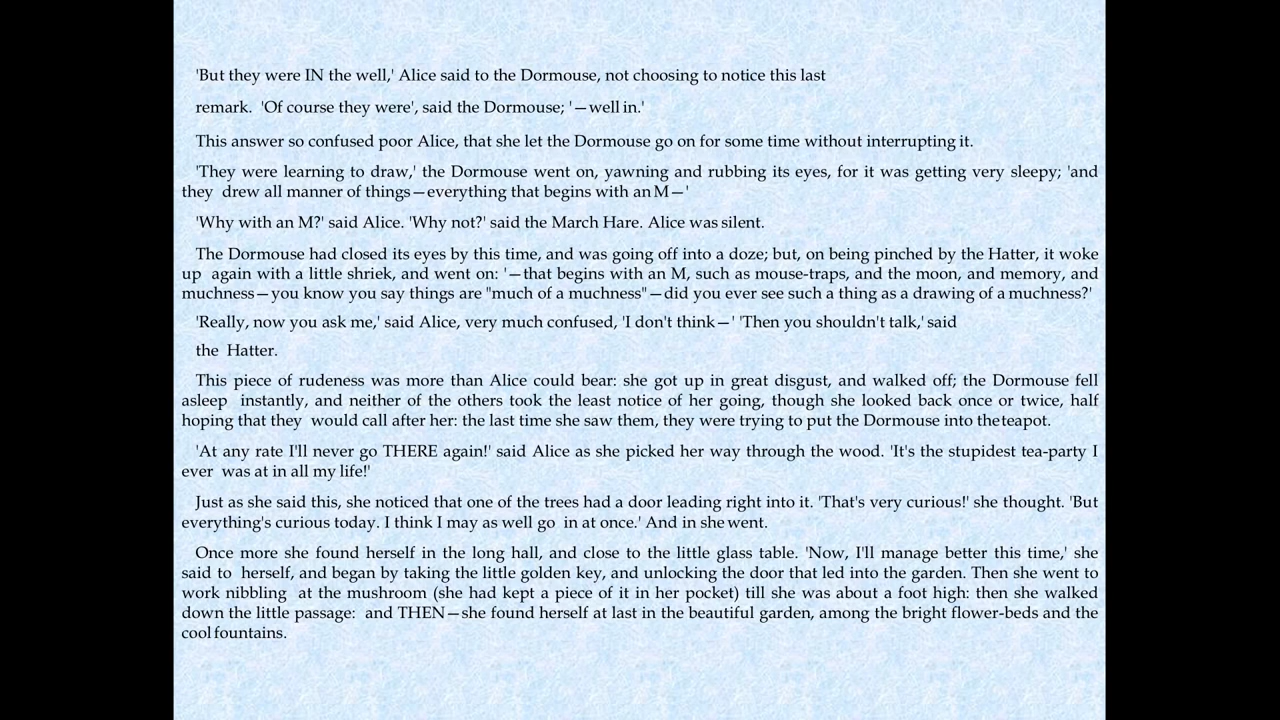 'But they were IN the well,' Alice said to the Dormouse, not choosing to notice this last
remark. 'Of course they were', said the Dormouse; '—well in.'
This answer so confused poor Alice, that she let the Dormouse go on for some time without interrupting it.
'They were learning to draw,' the Dormouse went on, yawning and rubbing its eyes, for it was getting very sleepy; 'and
they drew all manner of things—everything that begins with an M—'
'Why with an M?' said Alice. 'Why not?' said the March Hare. Alice was silent.
The Dormouse had closed its eyes by this time, and was going off into a doze; but, on being pinched by the Hatter, it woke
up again with a little shriek, and went on: '—that begins with an M, such as mouse-traps, and the moon, and memory, and
muchness—you know you say things are "much of a muchness"—did you ever see such a thing as a drawing of a muchness?'
'Really, now you ask me,' said Alice, very much confused, 'I don't think—' 'Then you shouldn't talk,' said
the Hatter.
This piece of rudeness was more than Alice could bear: she got up in great disgust, and walked off; the Dormouse fell
asleep instantly, and neither of the others took the least notice of her going, though she looked back once or twice, half
hoping that they would call after her: the last time she saw them, they were trying to put the Dormouse into the teapot.
'At any rate I'll never go THERE again!' said Alice as she picked her way through the wood. 'It's the stupidest tea-party I
ever was at in all my life!'
Just as she said this, she noticed that one of the trees had a door leading right into it. 'That's very curious!' she thought. 'But
everything's curious today. I think I may as well go in at once.' And in she went.
Once more she found herself in the long hall, and close to the little glass table. 'Now, I'll manage better this time,' she
said to herself, and began by taking the little golden key, and unlocking the door that led into the garden. Then she went to
work nibbling at the mushroom (she had kept a piece of it in her pocket) till she was about a foot high: then she walked
down the little passage: and THEN—she found herself at last in the beautiful garden, among the bright flower-beds and the
cool fountains.